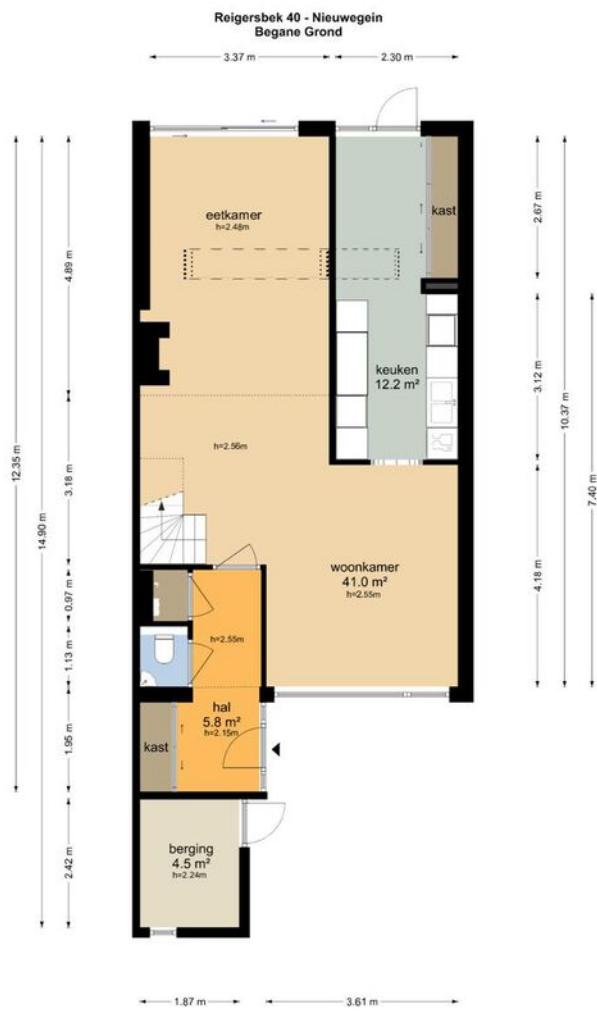 Reigersbek 40 - Nieuwegein
Begane Grond
3.37 m
2.30 m
eetkamer
h=2.48m
kast
2.67 m
4.89 m
keuken
12.2 m²
3.12 m
10.37 m
7.40 m
12.35 m
14.90 m
3.18 m
h=2.56m
woonkamer
41.0 m²
h=2.55m
4.18 m
0.97 m
1.13 m
h=2.55m
hal
5.8 m²
h=2.15m
kast
1.95 m
berging
4.5 m²
h=2.24m
2.42 m
1.87 m
3.61 m